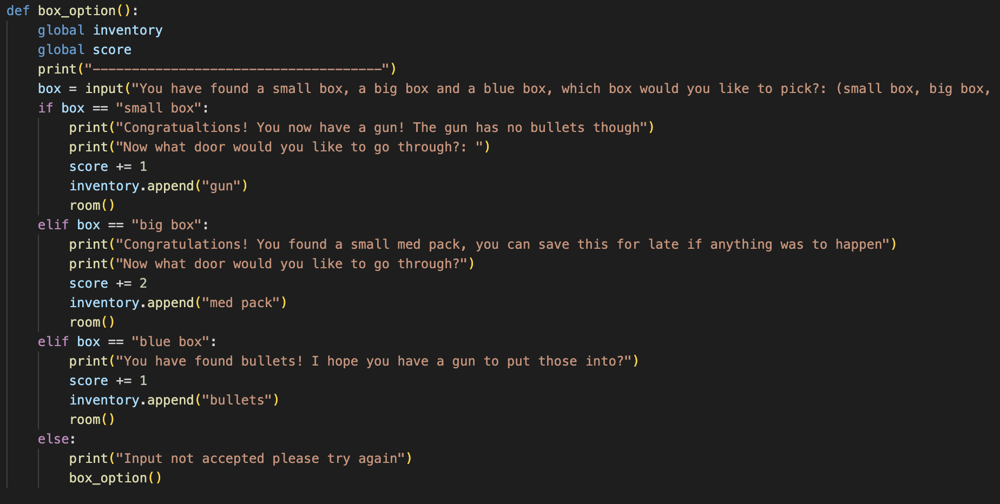 def box_option():
    global inventory
    global score
    print("-------------------------------------")
    box = input("You have found a small box, a big box and a blue box, which box would you like to pick?: (small box, big box,
    if box == "small box":
        print("Congratualtions! You now have a gun! The gun has no bullets though")
        print("Now what door would you like to go through?: ")
        score += 1
        inventory.append("gun")
        room()
    elif box == "big box":
        print("Congratulations! You found a small med pack, you can save this for late if anything was to happen")
        print("Now what door would you like to go through?")
        score += 2
        inventory.append("med pack")
        room()
    elif box == "blue box":
        print("You have found bullets! I hope you have a gun to put those into?")
        score += 1
        inventory.append("bullets")
        room()
    else:
        print("Input not accepted please try again")
        box_option()